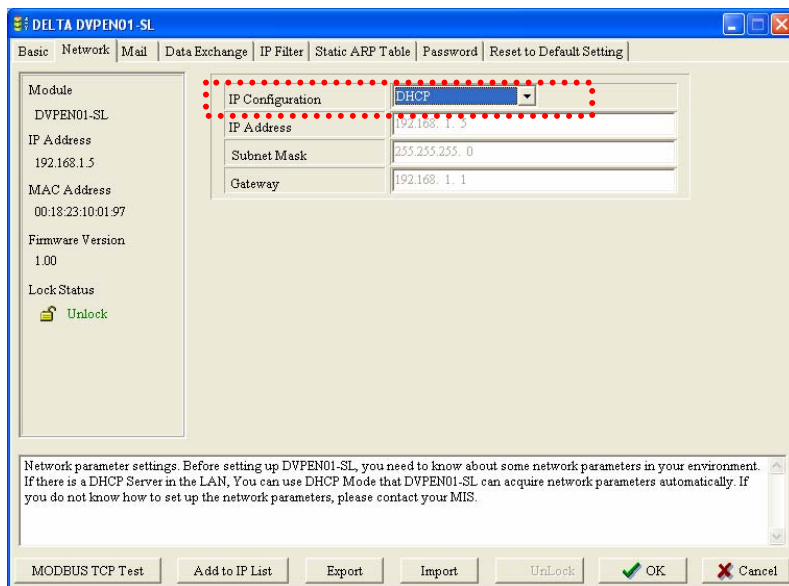 DELTA DVPEN01-SL
Basic Network Mail Data Exchange IP Filter Static ARP Table Password Reset to Default Setting
Module
DVPEN01-SL
IP Address
192.168.1.5
MAC Address
00:18:23:10:01:97
Firmware Version
1.00
Lock Status
Unlock
IP Configuration DHCP
IP Address 192.168. 1. 5
Subnet Mask 255.255.255. 0
Gateway 192.168. 1. 1
Network parameter settings. Before setting up DVPEN01-SL, you need to know about some network parameters in your environment.
If there is a DHCP Server in the LAN, You can use DHCP Mode that DVPEN01-SL can acquire network parameters automatically. If
you do not know how to set up the network parameters, please contact your MIS.
MODBUS TCP Test Add to IP List Export Import UnLock OK Cancel